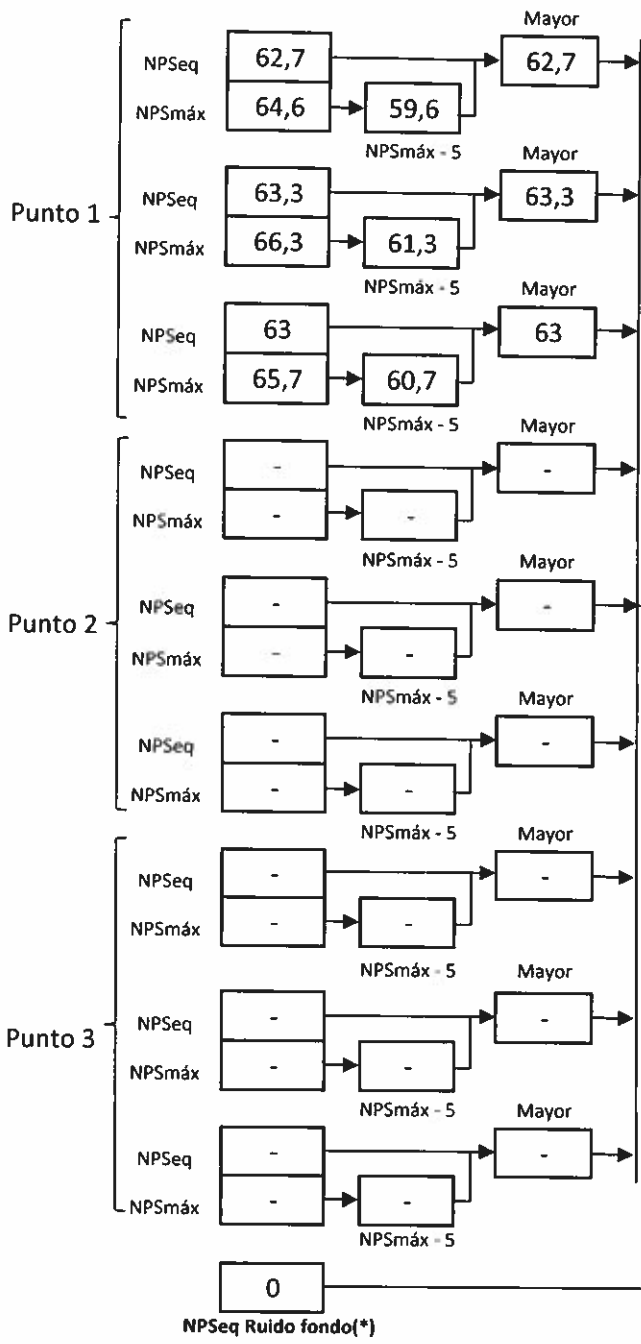 Mayor
NPSeq 62,7 62,7
NPSmáx 64,6 59,6
NPSmáx - 5
Mayor
NPSeq 63,3 63,3
Punto 1
NPSmáx 66,3 61,3
NPSmáx - 5
Mayor
NPSeq 63 63
NPSmáx 65,7 60,7
NPSmáx - 5
Mayor
NPSeq - -
NPSmáx - -
NPSmáx - 5
Mayor
NPSeq - -
Punto 2
NPSmáx - -
NPSmáx - 5
Mayor
NPSeq - -
NPSmáx - -
NPSmáx - 5
Mayor
NPSeq - -
NPSmáx - -
NPSmáx - 5
Mayor
NPSeq - -
Punto 3
NPSmáx - -
NPSmáx - 5
Mayor
NPSeq - -
NPSmáx - -
NPSmáx - 5
0
NPSeq Ruido fondo(*)